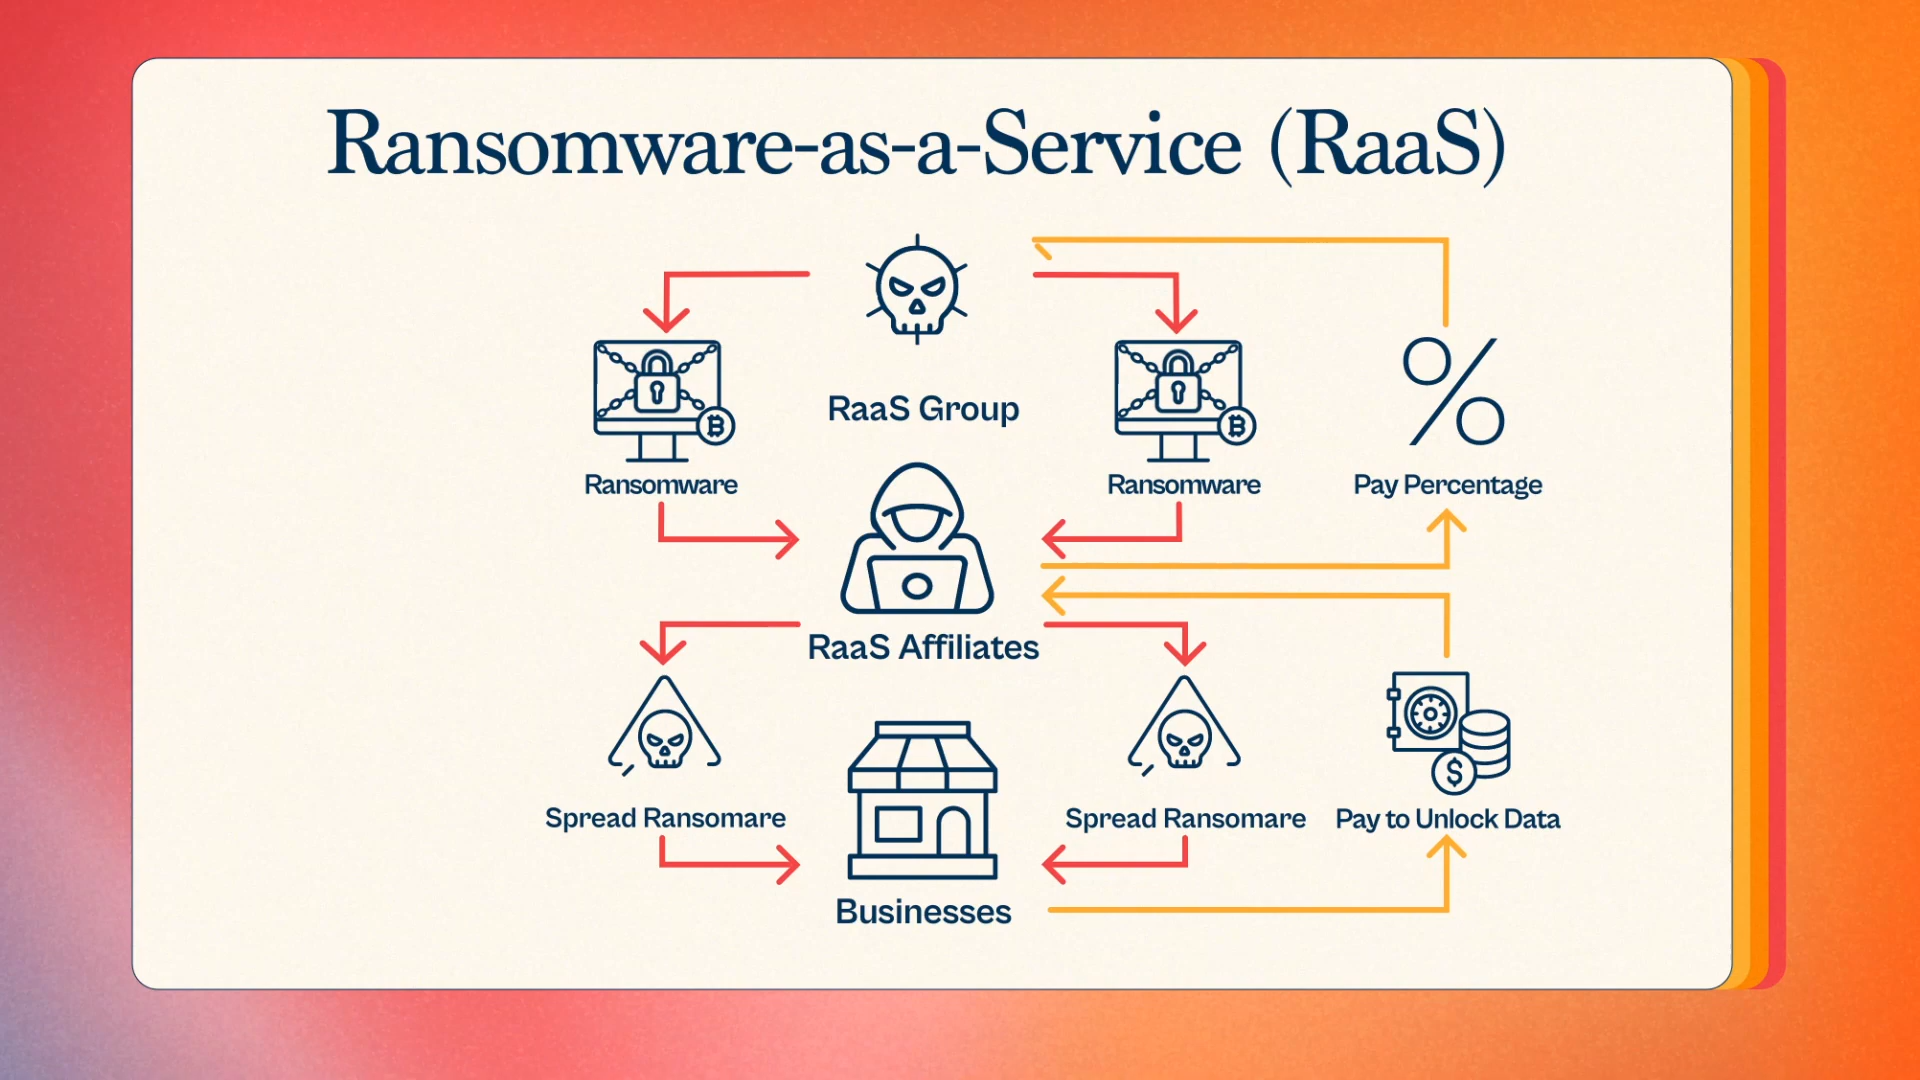 Ransomware-as-a-Service (RaaS)
RaaS Group
Ransomware
Ransomware
Pay Percentage
RaaS Affiliates
Spread Ransomare
Spread Ransomare
Pay to Unlock Data
Businesses